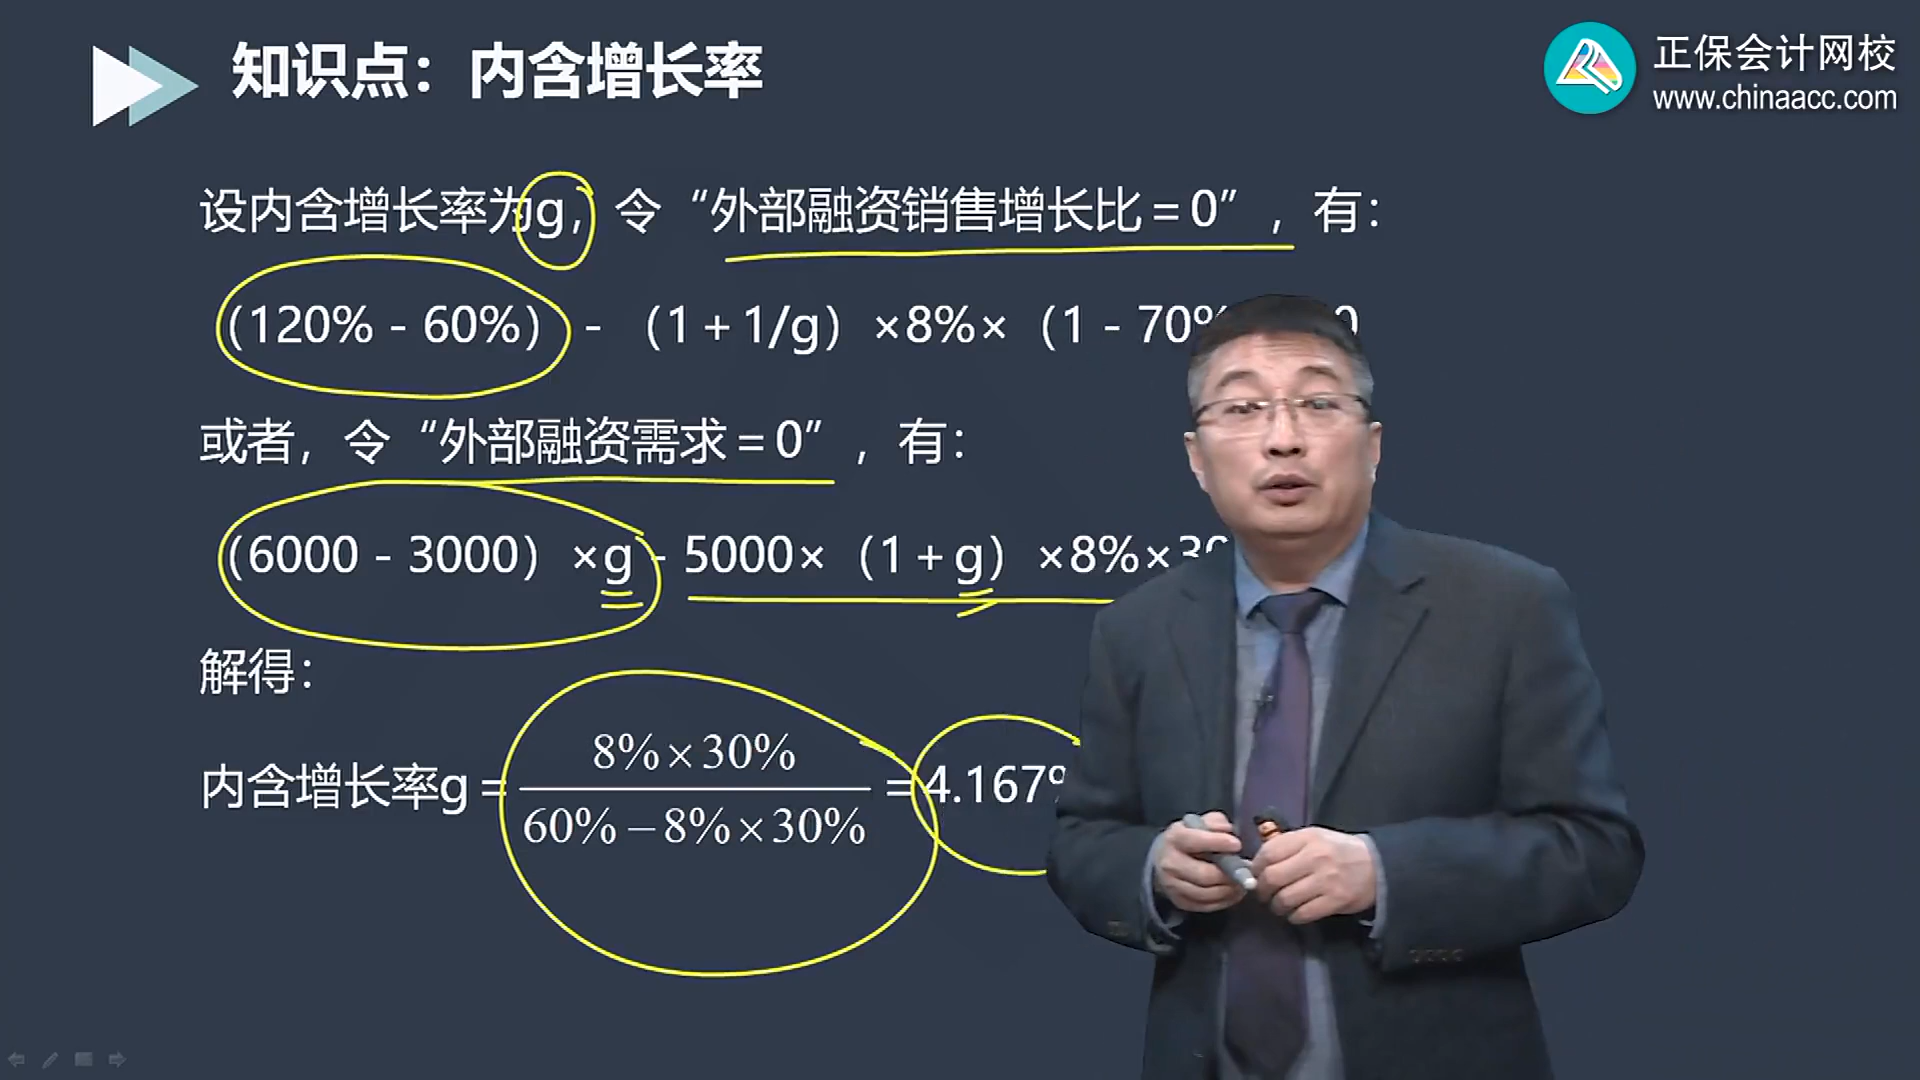 知识点：内含增长率
正保会计网校
www.chinaacc.com
设内含增长率为g，令“外部融资销售增长比＝0”，有：
（120% - 60%） - （1＋1/g）×8%×（1 - 70%
或者，令“外部融资需求＝0”，有：
（6000 - 3000）×g - 5000×（1＋g）×8%×30
解得：
内含增长率g＝
8%×30%
60%－8%×30%
＝4.167%